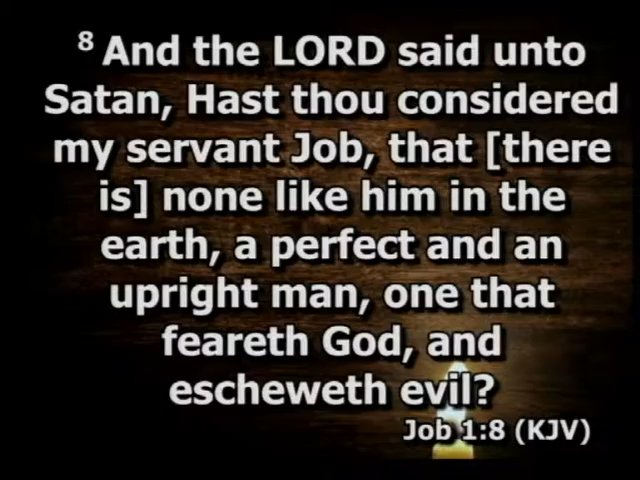 8 And the LORD said unto
Satan, Hast thou considered
my servant Job, that [there
is] none like him in the
earth, a perfect and an
upright man, one that
feareth God, and
escheweth evil?
Job 1:8 (KJV)